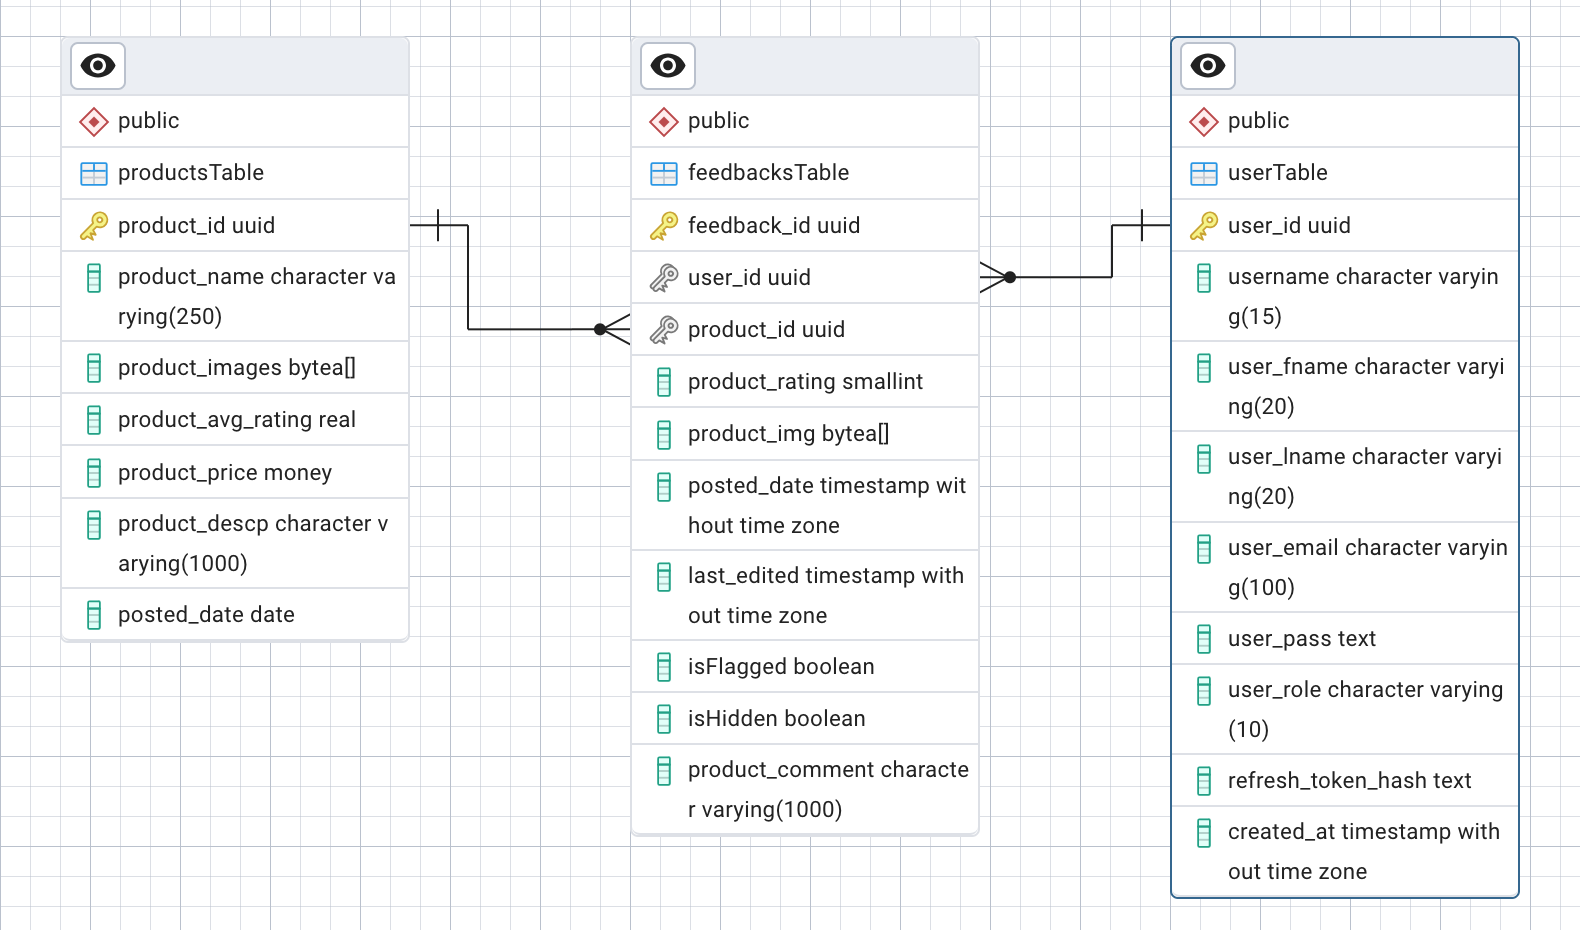 public
productsTable
product_id uuid
product_name character va
rying(250)
product_images bytea[]
product_avg_rating real
product_price money
product_descp character v
arying(1000)
posted_date date
public
feedbacksTable
feedback_id uuid
user_id uuid
product_id uuid
product_rating smallint
product_img bytea[]
posted_date timestamp wit
hout time zone
last_edited timestamp with
out time zone
isFlagged boolean
isHidden boolean
product_comment characte
r varying(1000)
public
userTable
user_id uuid
username character varyin
g(15)
user_fname character varyi
ng(20)
user_lname character varyi
ng(20)
user_email character varyin
g(100)
user_pass text
user_role character varying
(10)
refresh_token_hash text
created_at timestamp with
out time zone